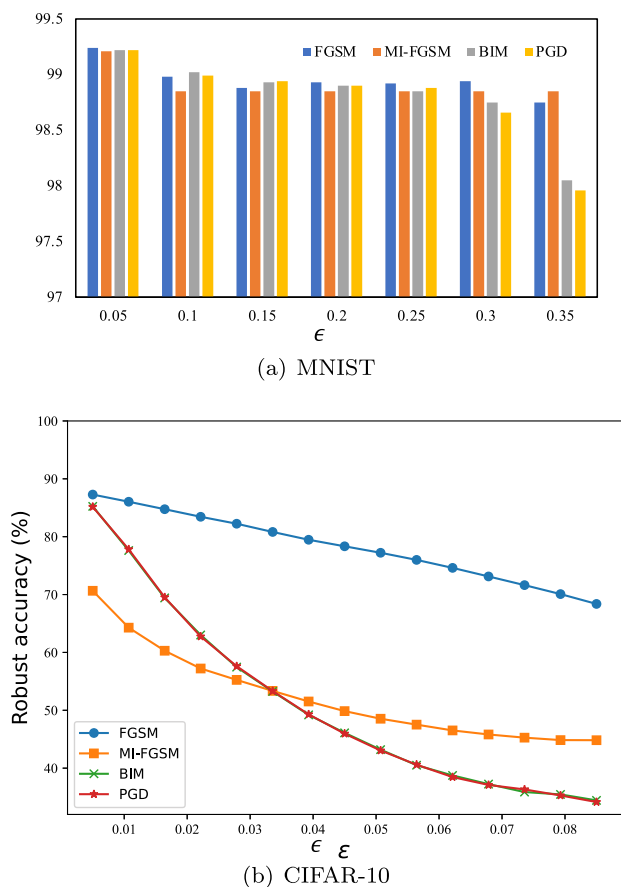 99.5
FGSM MI-FGSM BIM PGD
99
98.5
98
97.5
97
0.05 0.1 0.15 0.2 0.25 0.3 0.35
ϵ
(a) MNIST
100
90
80
70
60
50
40
Robust accuracy (%)
FGSM
MI-FGSM
BIM
PGD
0.01 0.02 0.03 0.04 0.05 0.06 0.07 0.08
ϵ ε
(b) CIFAR-10